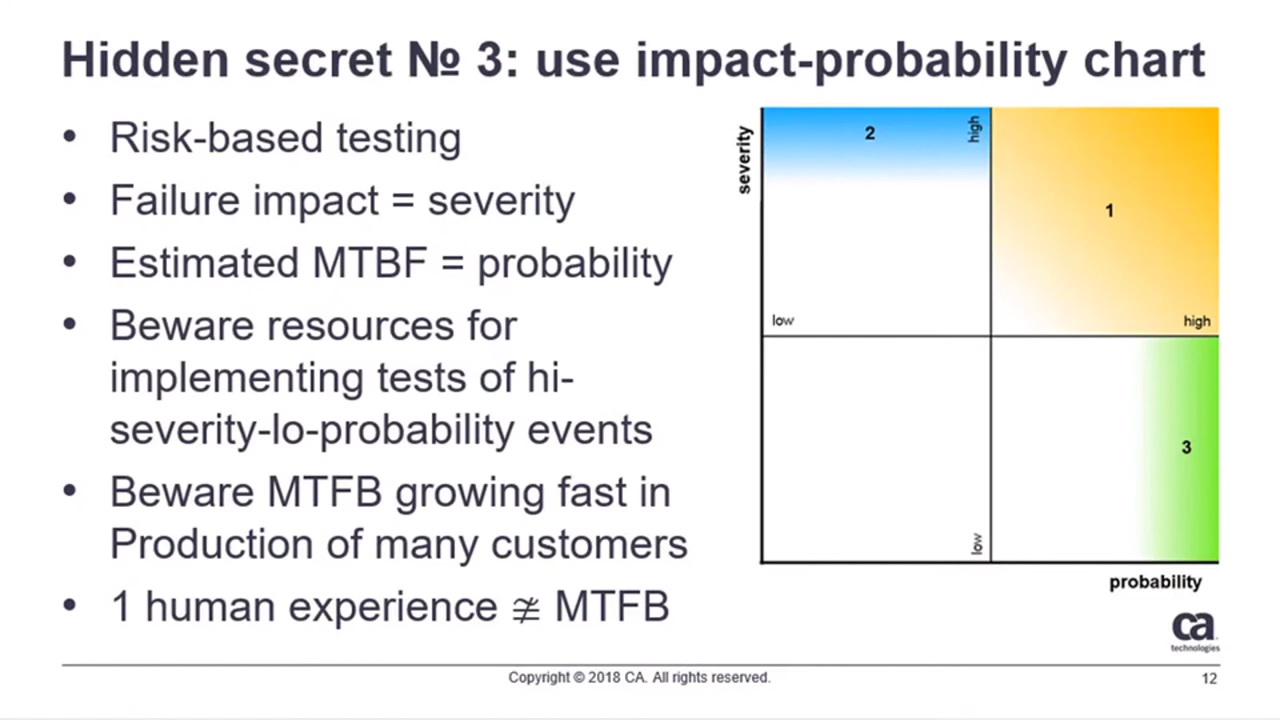 Hidden secret № 3: use impact-probability chart
• Risk-based testing
• Failure impact = severity
• Estimated MTBF = probability
• Beware resources for
implementing tests of hi-
severity-lo-probability events
• Beware MTFB growing fast in
Production of many customers
• 1 human experience ≇ MTFB
severity
2
high
1
low
high
3
low
probability
ca
technologies
Copyright © 2018 CA. All rights reserved.
12